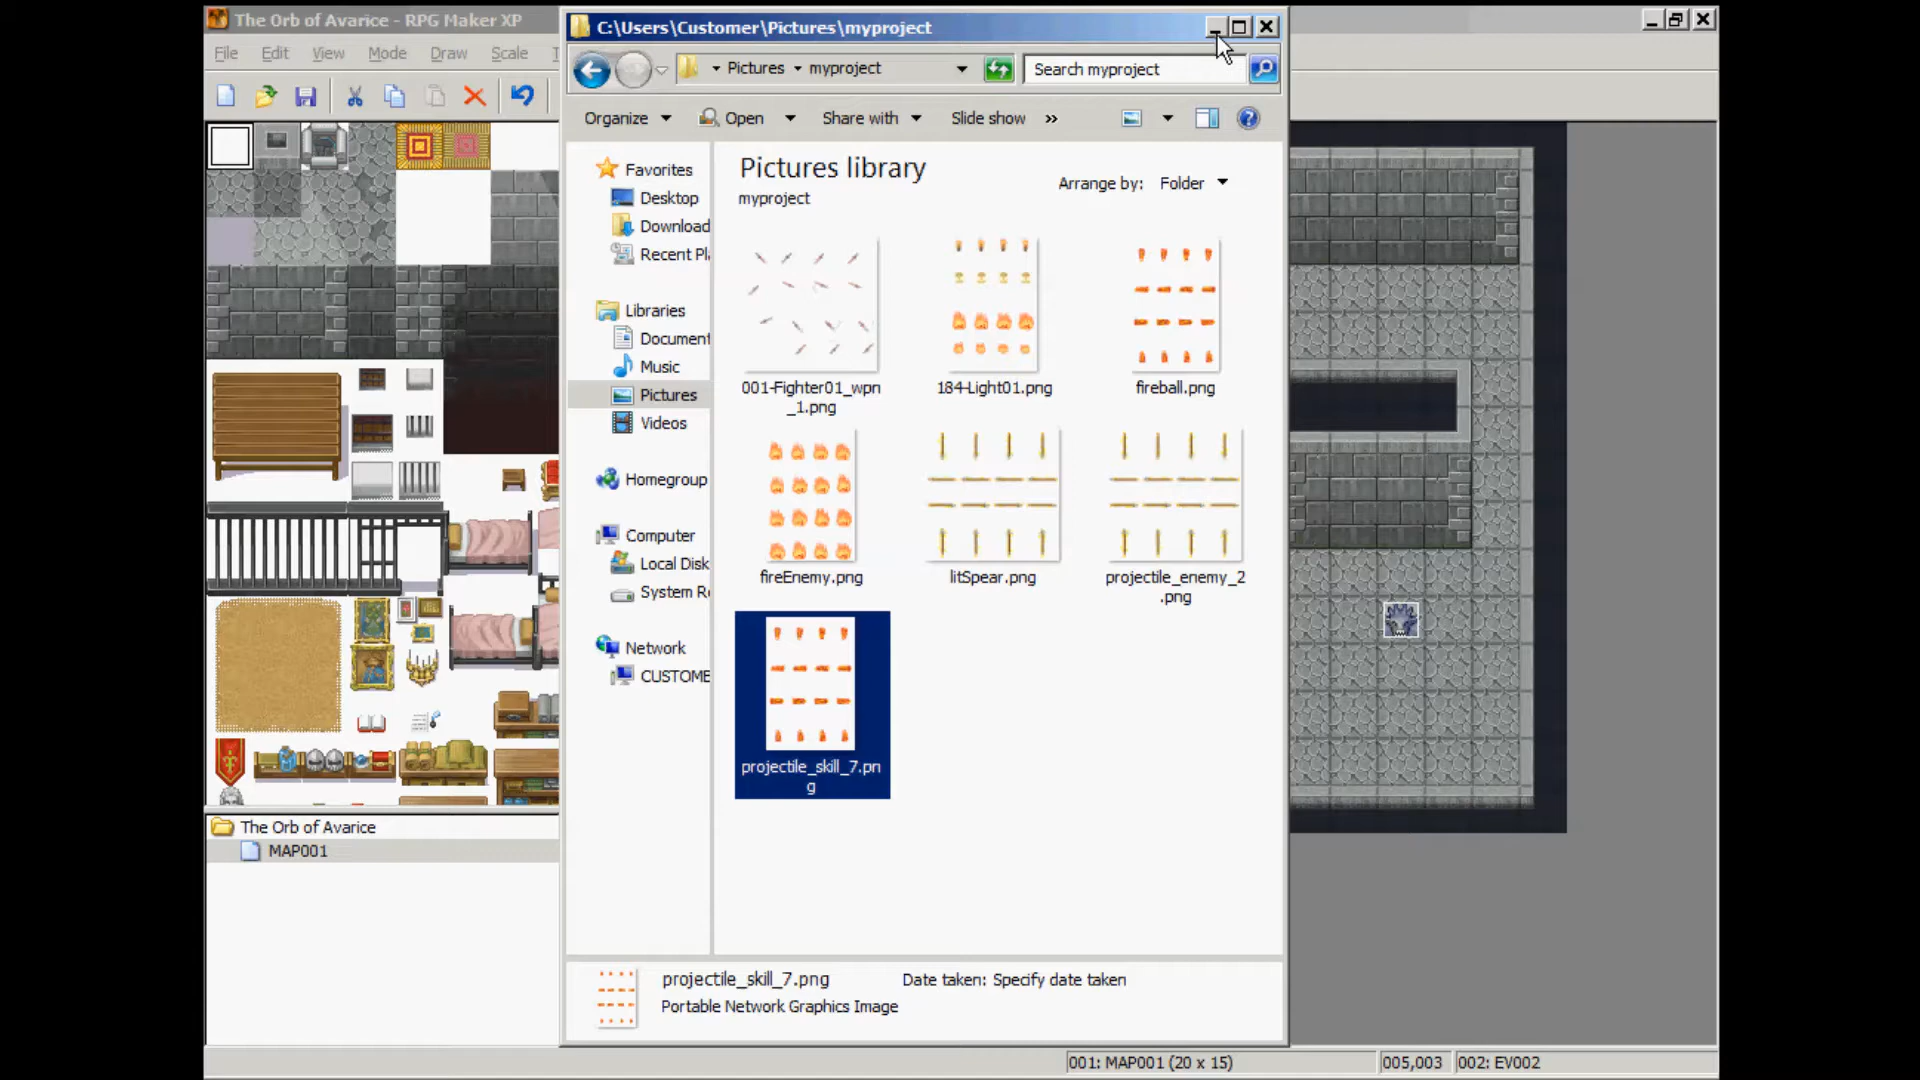 The Orb of Avarice - RPG Maker XP
C:\Users\Customer\Pictures\myproject
File Edit View Mode Draw Scale
Pictures myproject
Search myproject
Organize Open Share with Slide show »
Favorites
Desktop
Download
Recent Pl
Libraries
Document
Music
Pictures
Videos
Homegroup
Computer
Local Disk
System R
Network
CUSTOME
Pictures library
myproject
Arrange by: Folder
001-Fighter01_wpn
_1.png
184-Light01.png
fireball.png
fireEnemy.png
litSpear.png
projectile_enemy_2
.png
projectile_skill_7.pn
g
The Orb of Avarice
MAP001
projectile_skill_7.png
Date taken: Specify date taken
Portable Network Graphics Image
001: MAP001 (20 x 15)
005,003
002: EV002